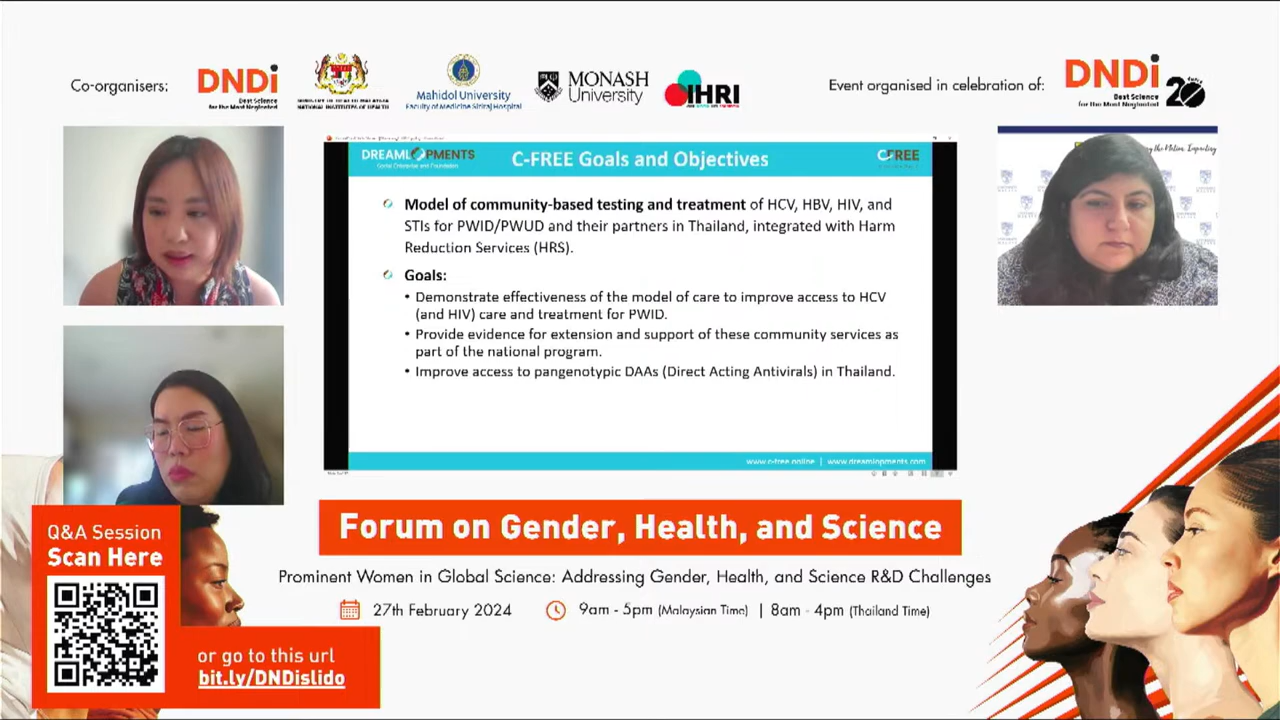 Co-organisers:
DNDi
Best Science
for the Most Neglected
NATIONAL INSTITUTES OF HEALTH
Mahidol University
Faculty of Medicine Siriraj Hospital
MONASH
University
IHRI
Event organised in celebration of:
DNDi
Best Science
for the Most Neglected
20
DREAMLOPMENTS
Social Enterprise and Foundation
C-FREE Goals and Objectives
C-FREE
Model of community-based testing and treatment of HCV, HBV, HIV, and
STIs for PWID/PWUD and their partners in Thailand, integrated with Harm
Reduction Services (HRS).
Goals:
• Demonstrate effectiveness of the model of care to improve access to HCV
(and HIV) care and treatment for PWID.
• Provide evidence for extension and support of these community services as
part of the national program.
• Improve access to pangenotypic DAAs (Direct Acting Antivirals) in Thailand.
www.c-free.online | www.dreamlopments.com
Forum on Gender, Health, and Science
Prominent Women in Global Science: Addressing Gender, Health, and Science R&D Challenges
27th February 2024
9am - 5pm (Malaysian Time) | 8am - 4pm (Thailand Time)
Q&A Session
Scan Here
or go to this url
bit.ly/DNDislido